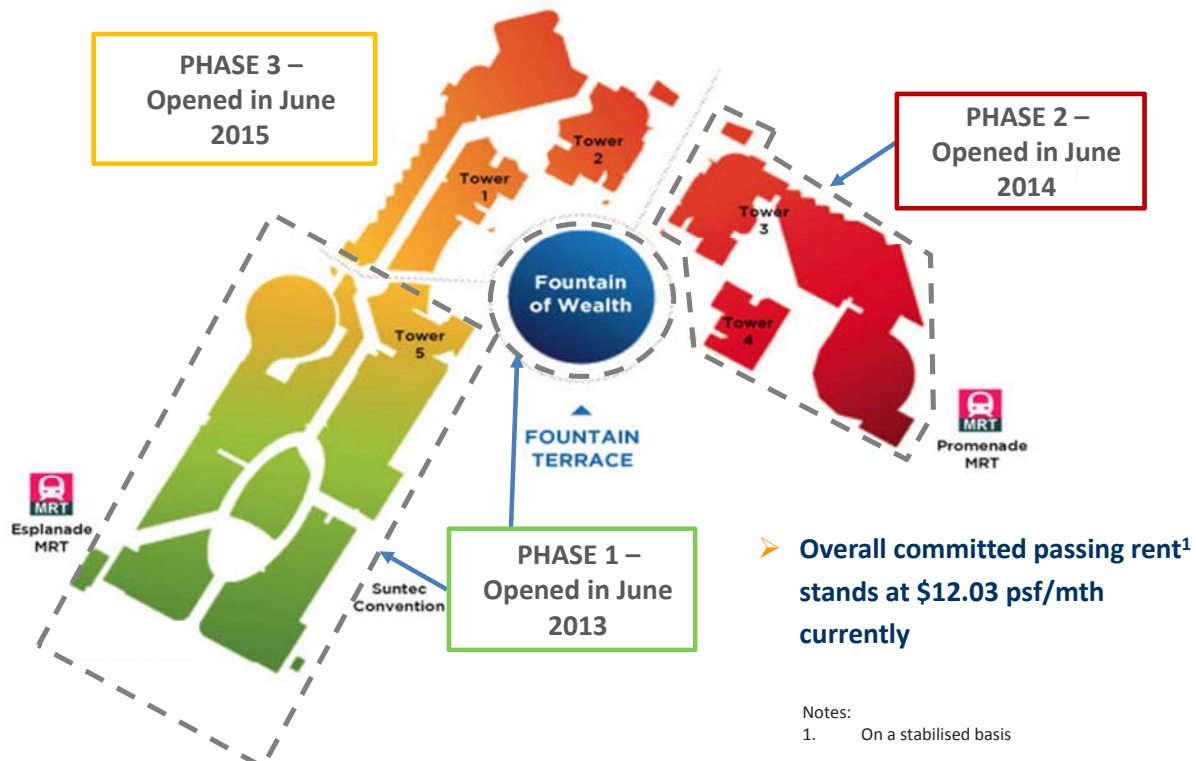 PHASE 3 –
Opened in June
2015
PHASE 2 –
Opened in June
2014
Tower
2
Tower
1
Tower
3
Fountain
of Wealth
Tower
4
Tower
5
FOUNTAIN
TERRACE
MRT
Promenade
MRT
MRT
Esplanade
MRT
Suntec
Convention
PHASE 1 –
Opened in June
2013
➢ Overall committed passing rent¹
stands at $12.03 psf/mth
currently
Notes:
1. On a stabilised basis